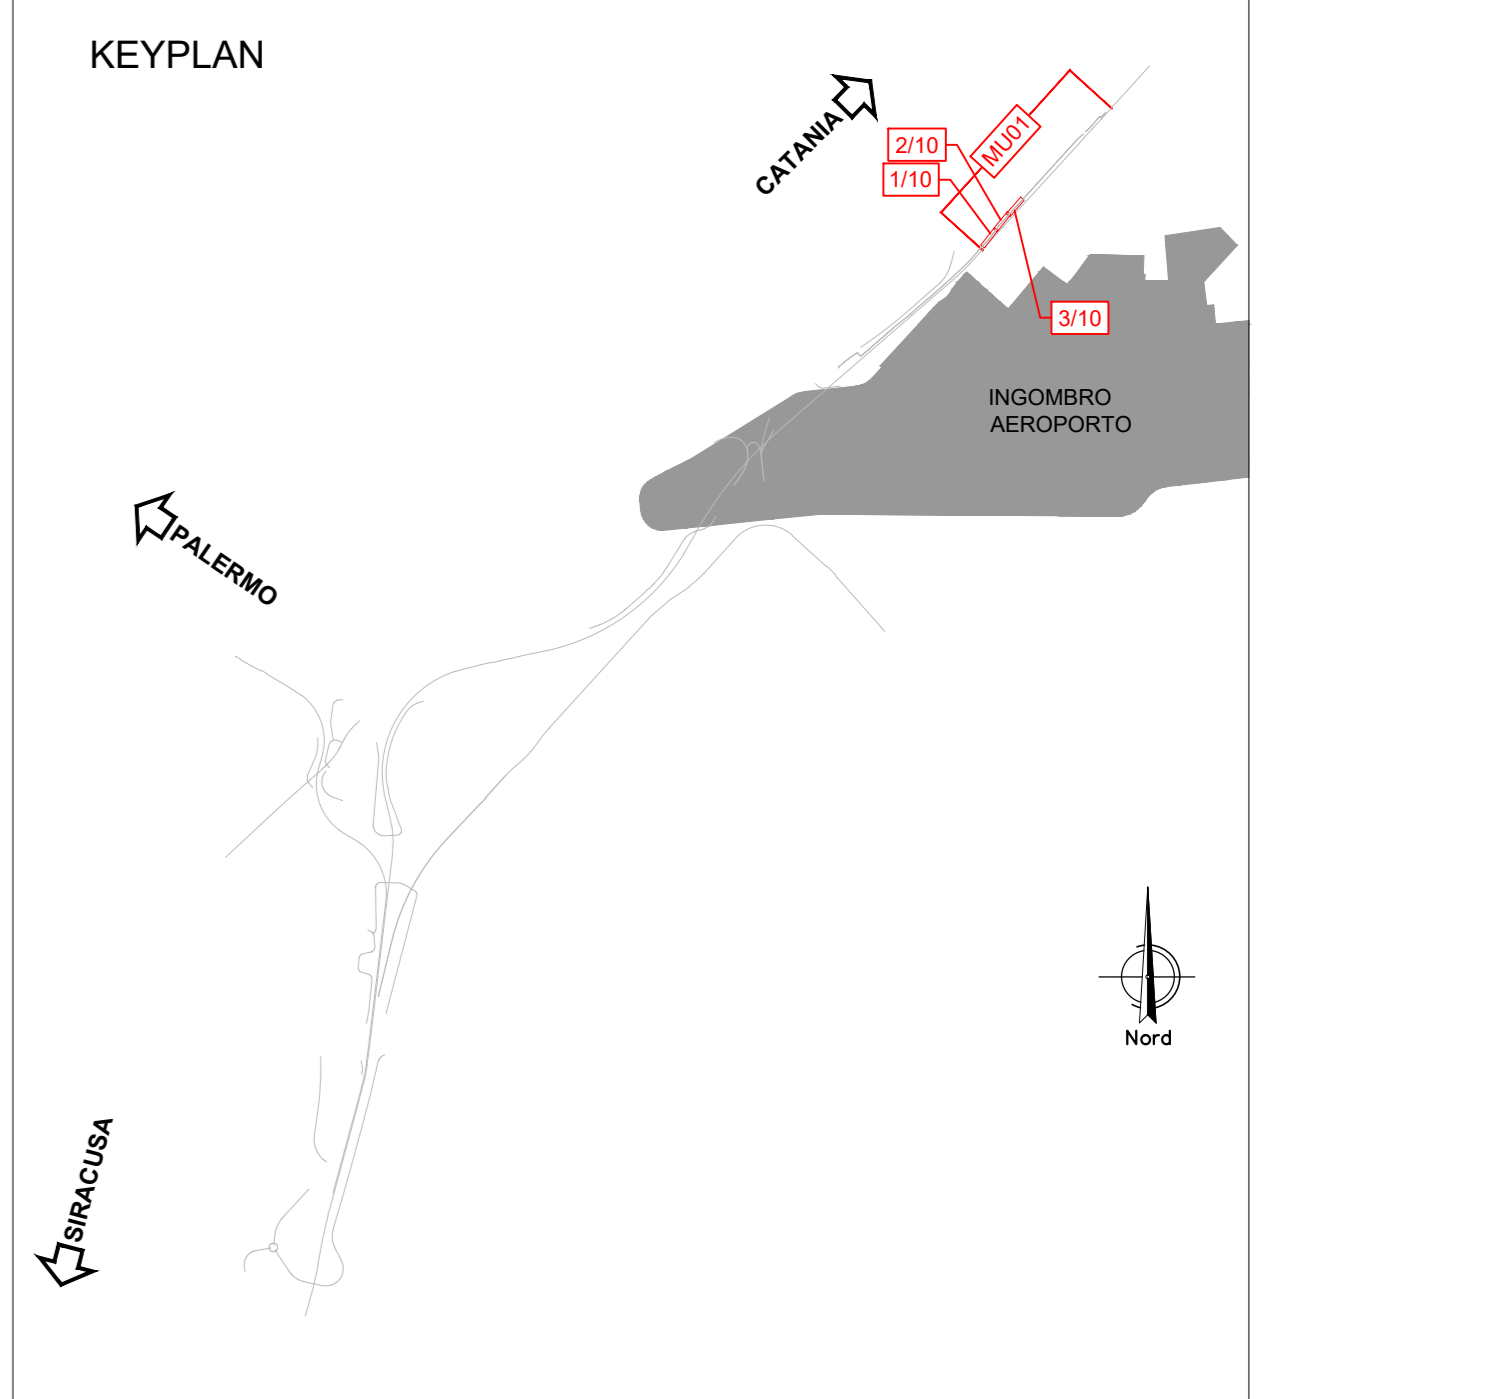 KEYPLAN
CATANIA
MU01
2/10
1/10
3/10
INGOMBRO
AEROPORTO
PALERMO
Nord
SIRACUSA